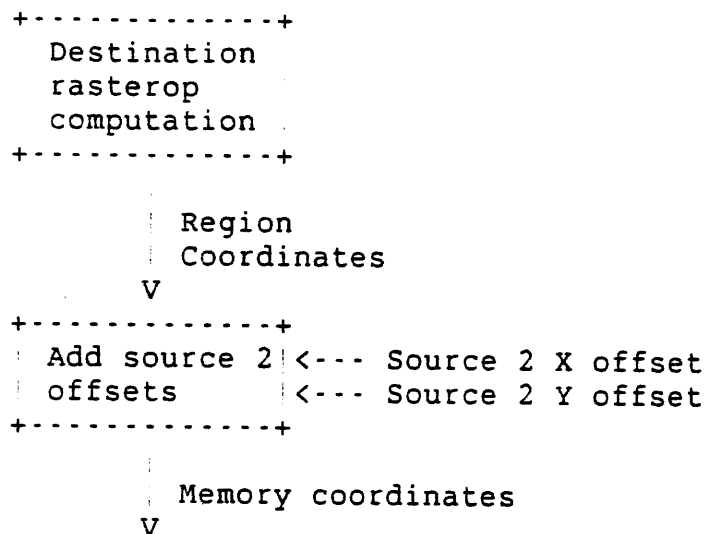 +-------------+
Destination
rasterop
computation
+-------------+
¦ Region
¦ Coordinates
V
+-------------+
¦ Add source 2¦<--- Source 2 X offset
¦ offsets ¦<--- Source 2 Y offset
+-------------+
¦
¦ Memory coordinates
V